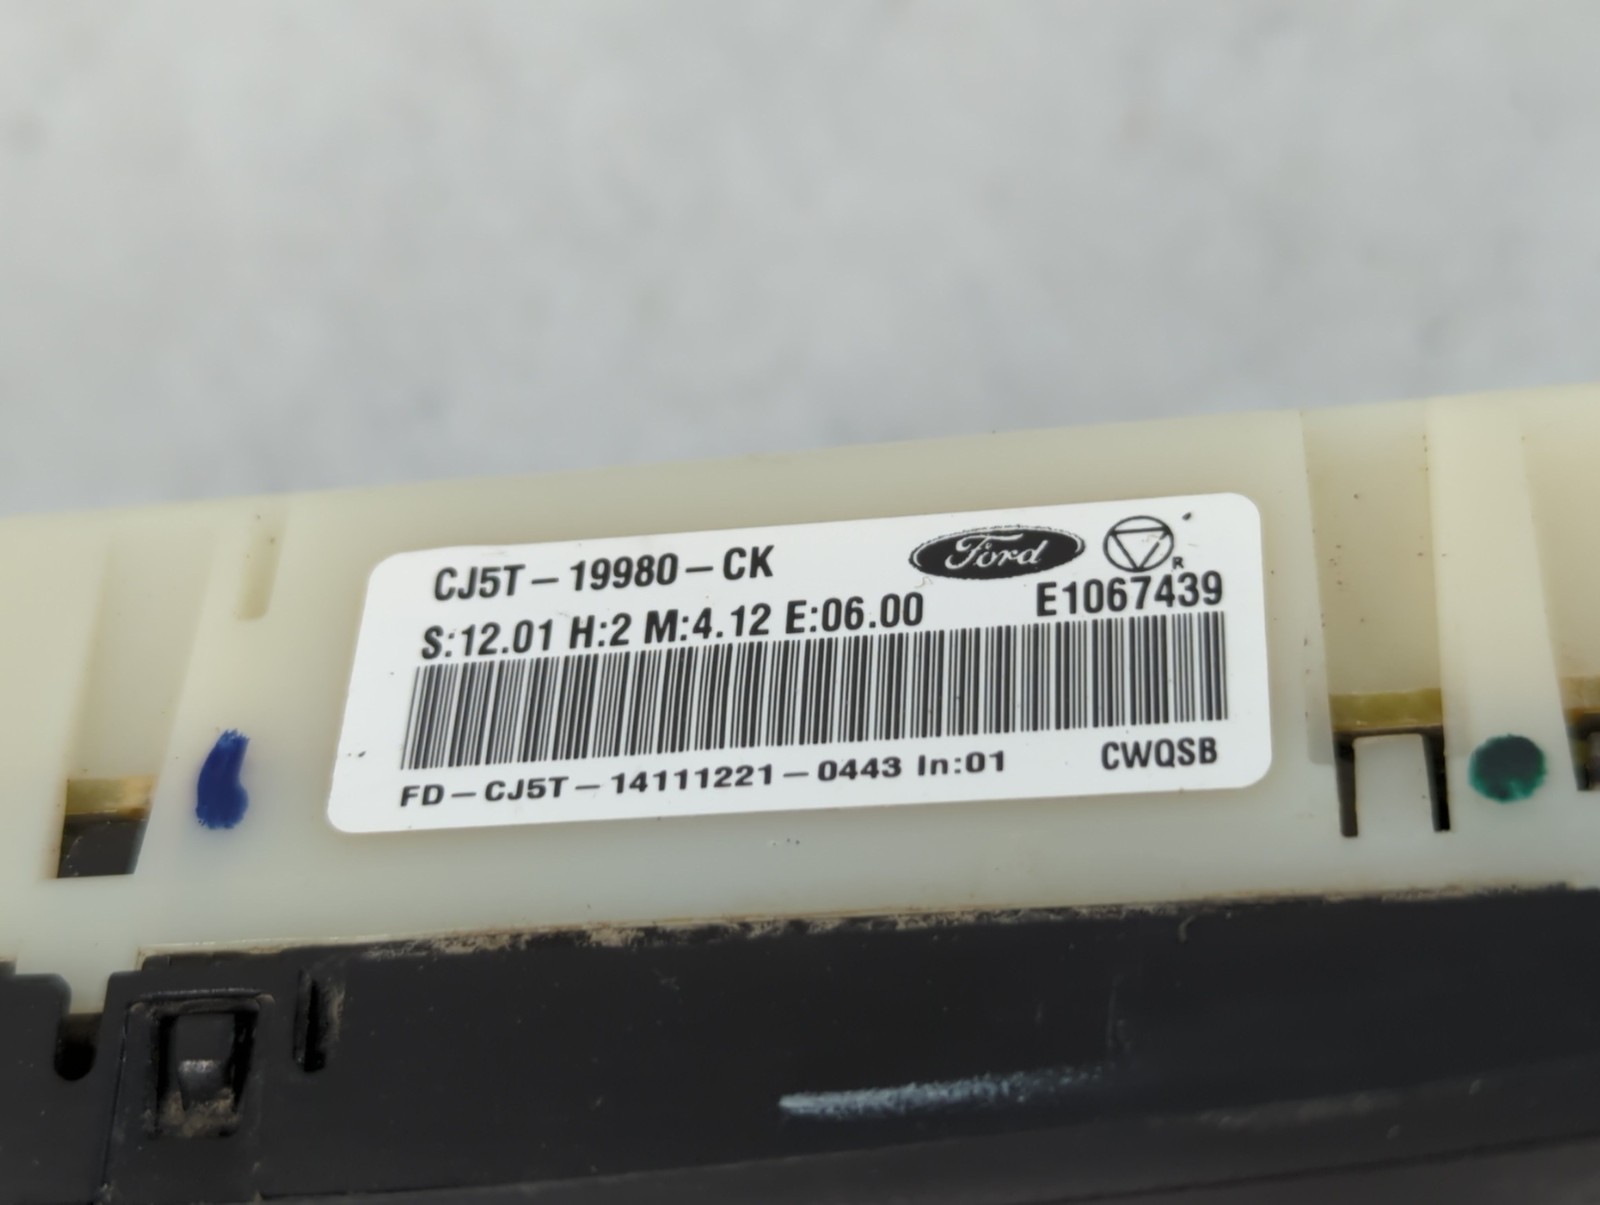 CJ5T-19980-CK
Ford
R
S:12.01 H:2 M:4.12 E:06.00
E1067439
FD-CJ5T-14111221-0443 In:01
CWQSB